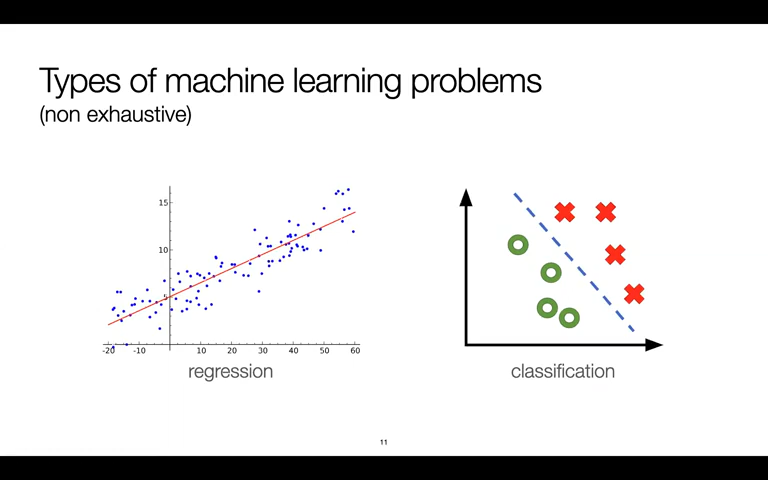 Types of machine learning problems
(non exhaustive)
15
10
5
-20 -10 10 20 30 40 50 60
regression
classification
11